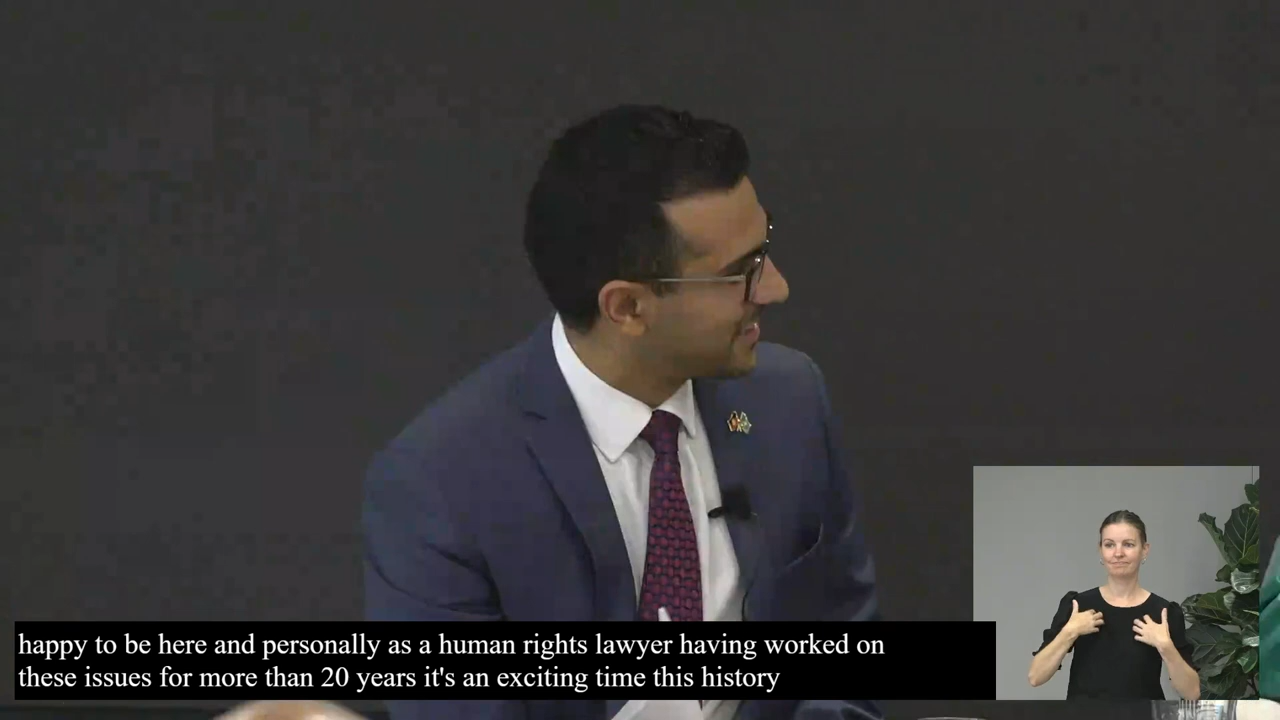 happy to be here and personally as a human rights lawyer having worked on
these issues for more than 20 years it's an exciting time this history